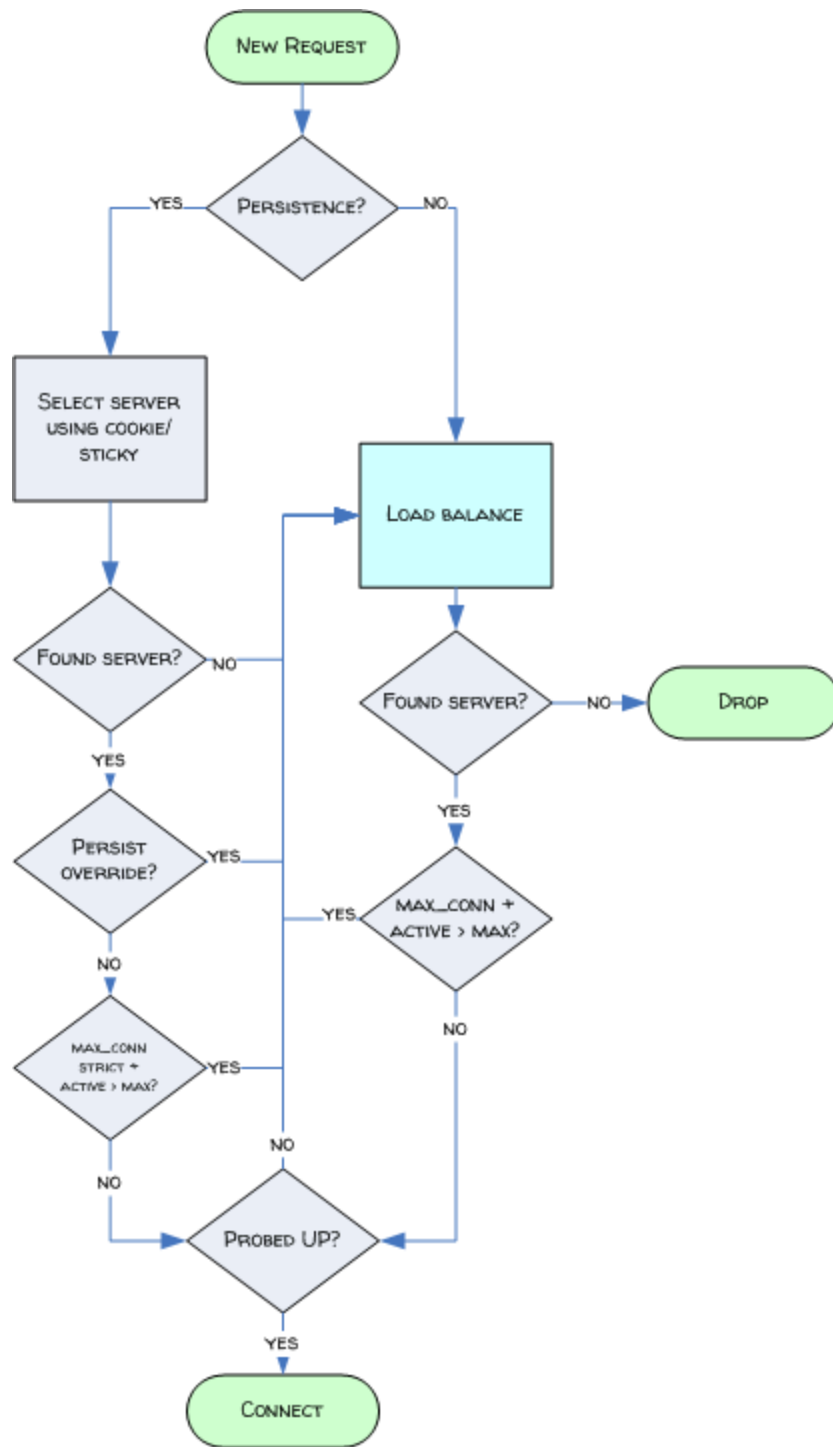 New Request
Persistence?
YES
NO
Select server
using cookie/
sticky
Load balance
Found server?
NO
Found server?
NO
Drop
YES
YES
Persist
override?
YES
max_conn +
active > max?
YES
NO
NO
max_conn
strict +
active > max?
YES
NO
NO
Probed UP?
YES
Connect